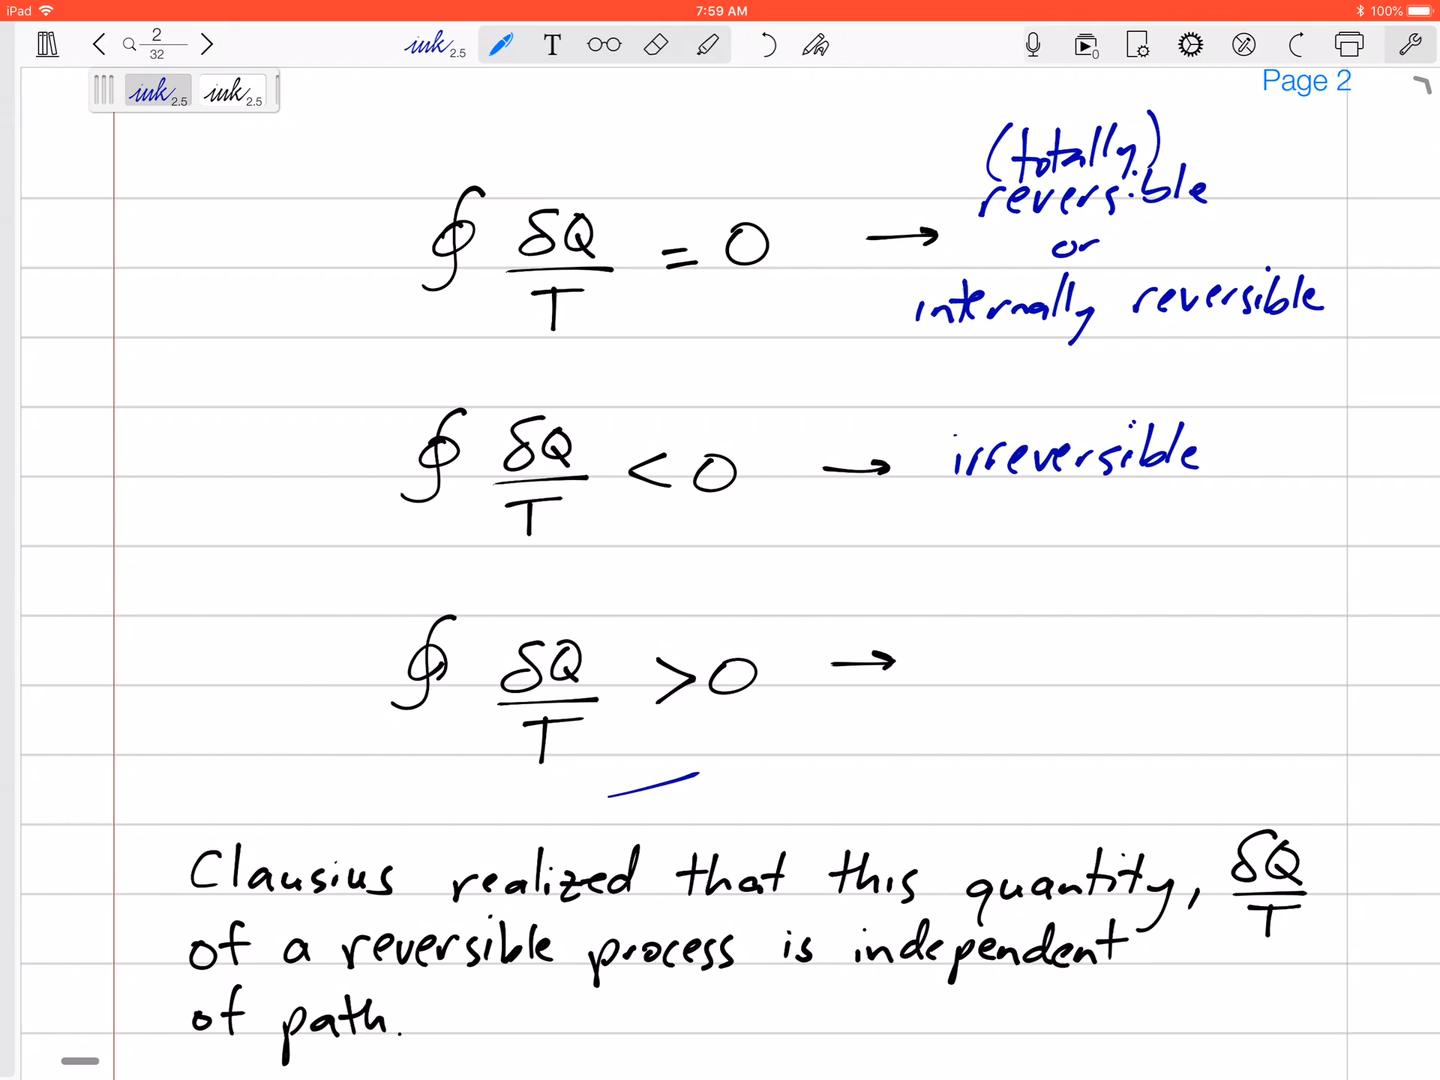 iPad 7:59 AM 100%
2
32
ink 2.5 T 0
ink 2.5 ink 2.5
Page 2
(totally)
∮ δQ/T = 0 → reversible
or
internally reversible
∮ δQ/T < 0 → irreversible
∮ δQ/T > 0 →
Clausius realized that this quantity, δQ/T
of a reversible process is independent
of path.